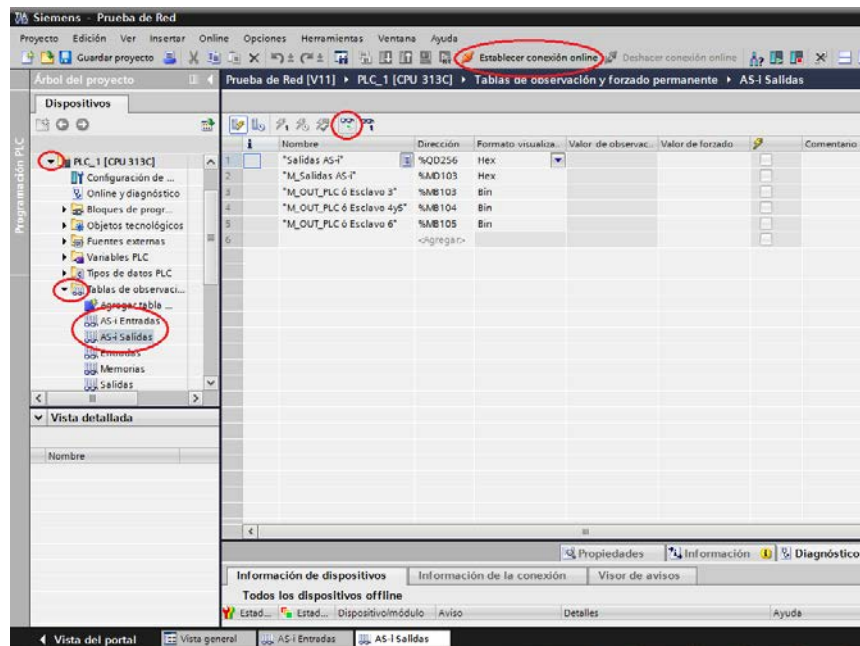 Siemens - Prueba de Red
Proyecto Edición Ver Insertar Online Opciones Herramientas Ventana Ayuda
Guardar proyecto Establecer conexión online Deshacer conexión online
Árbol del proyecto
Prueba de Red [V11] PLC_1 [CPU 313C] Tablas de observación y forzado permanente AS-i Salidas
Dispositivos
Programación PLC
i Nombre Dirección Formato visualiza.. Valor de observac.. Valor de forzado Comentario
1 "Salidas AS-i" %QD256 Hex
2 "M_Salidas AS-i" %MD103 Hex
3 "M_OUT_PLC ó Esclavo 3" %MB103 Bin
4 "M_OUT_PLC ó Esclavo 4y5" %MB104 Bin
5 "M_OUT_PLC ó Esclavo 6" %MB105 Bin
6 <Agregar>
PLC_1 [CPU 313C]
Configuración de ...
Online y diagnóstico
Bloques de progr...
Objetos tecnológicos
Fuentes externas
Variables PLC
Tipos de datos PLC
Tablas de observaci...
Agregar tabla ...
AS-i Entradas
AS-i Salidas
Entradas
Memorias
Salidas
Vista detallada
Nombre
Propiedades Información Diagnóstico
Información de dispositivos Información de la conexión Visor de avisos
Todos los dispositivos offline
Estad... Estad... Dispositivo/módulo Aviso Detalles Ayuda
Vista del portal Vista general AS-i Entradas AS-i Salidas